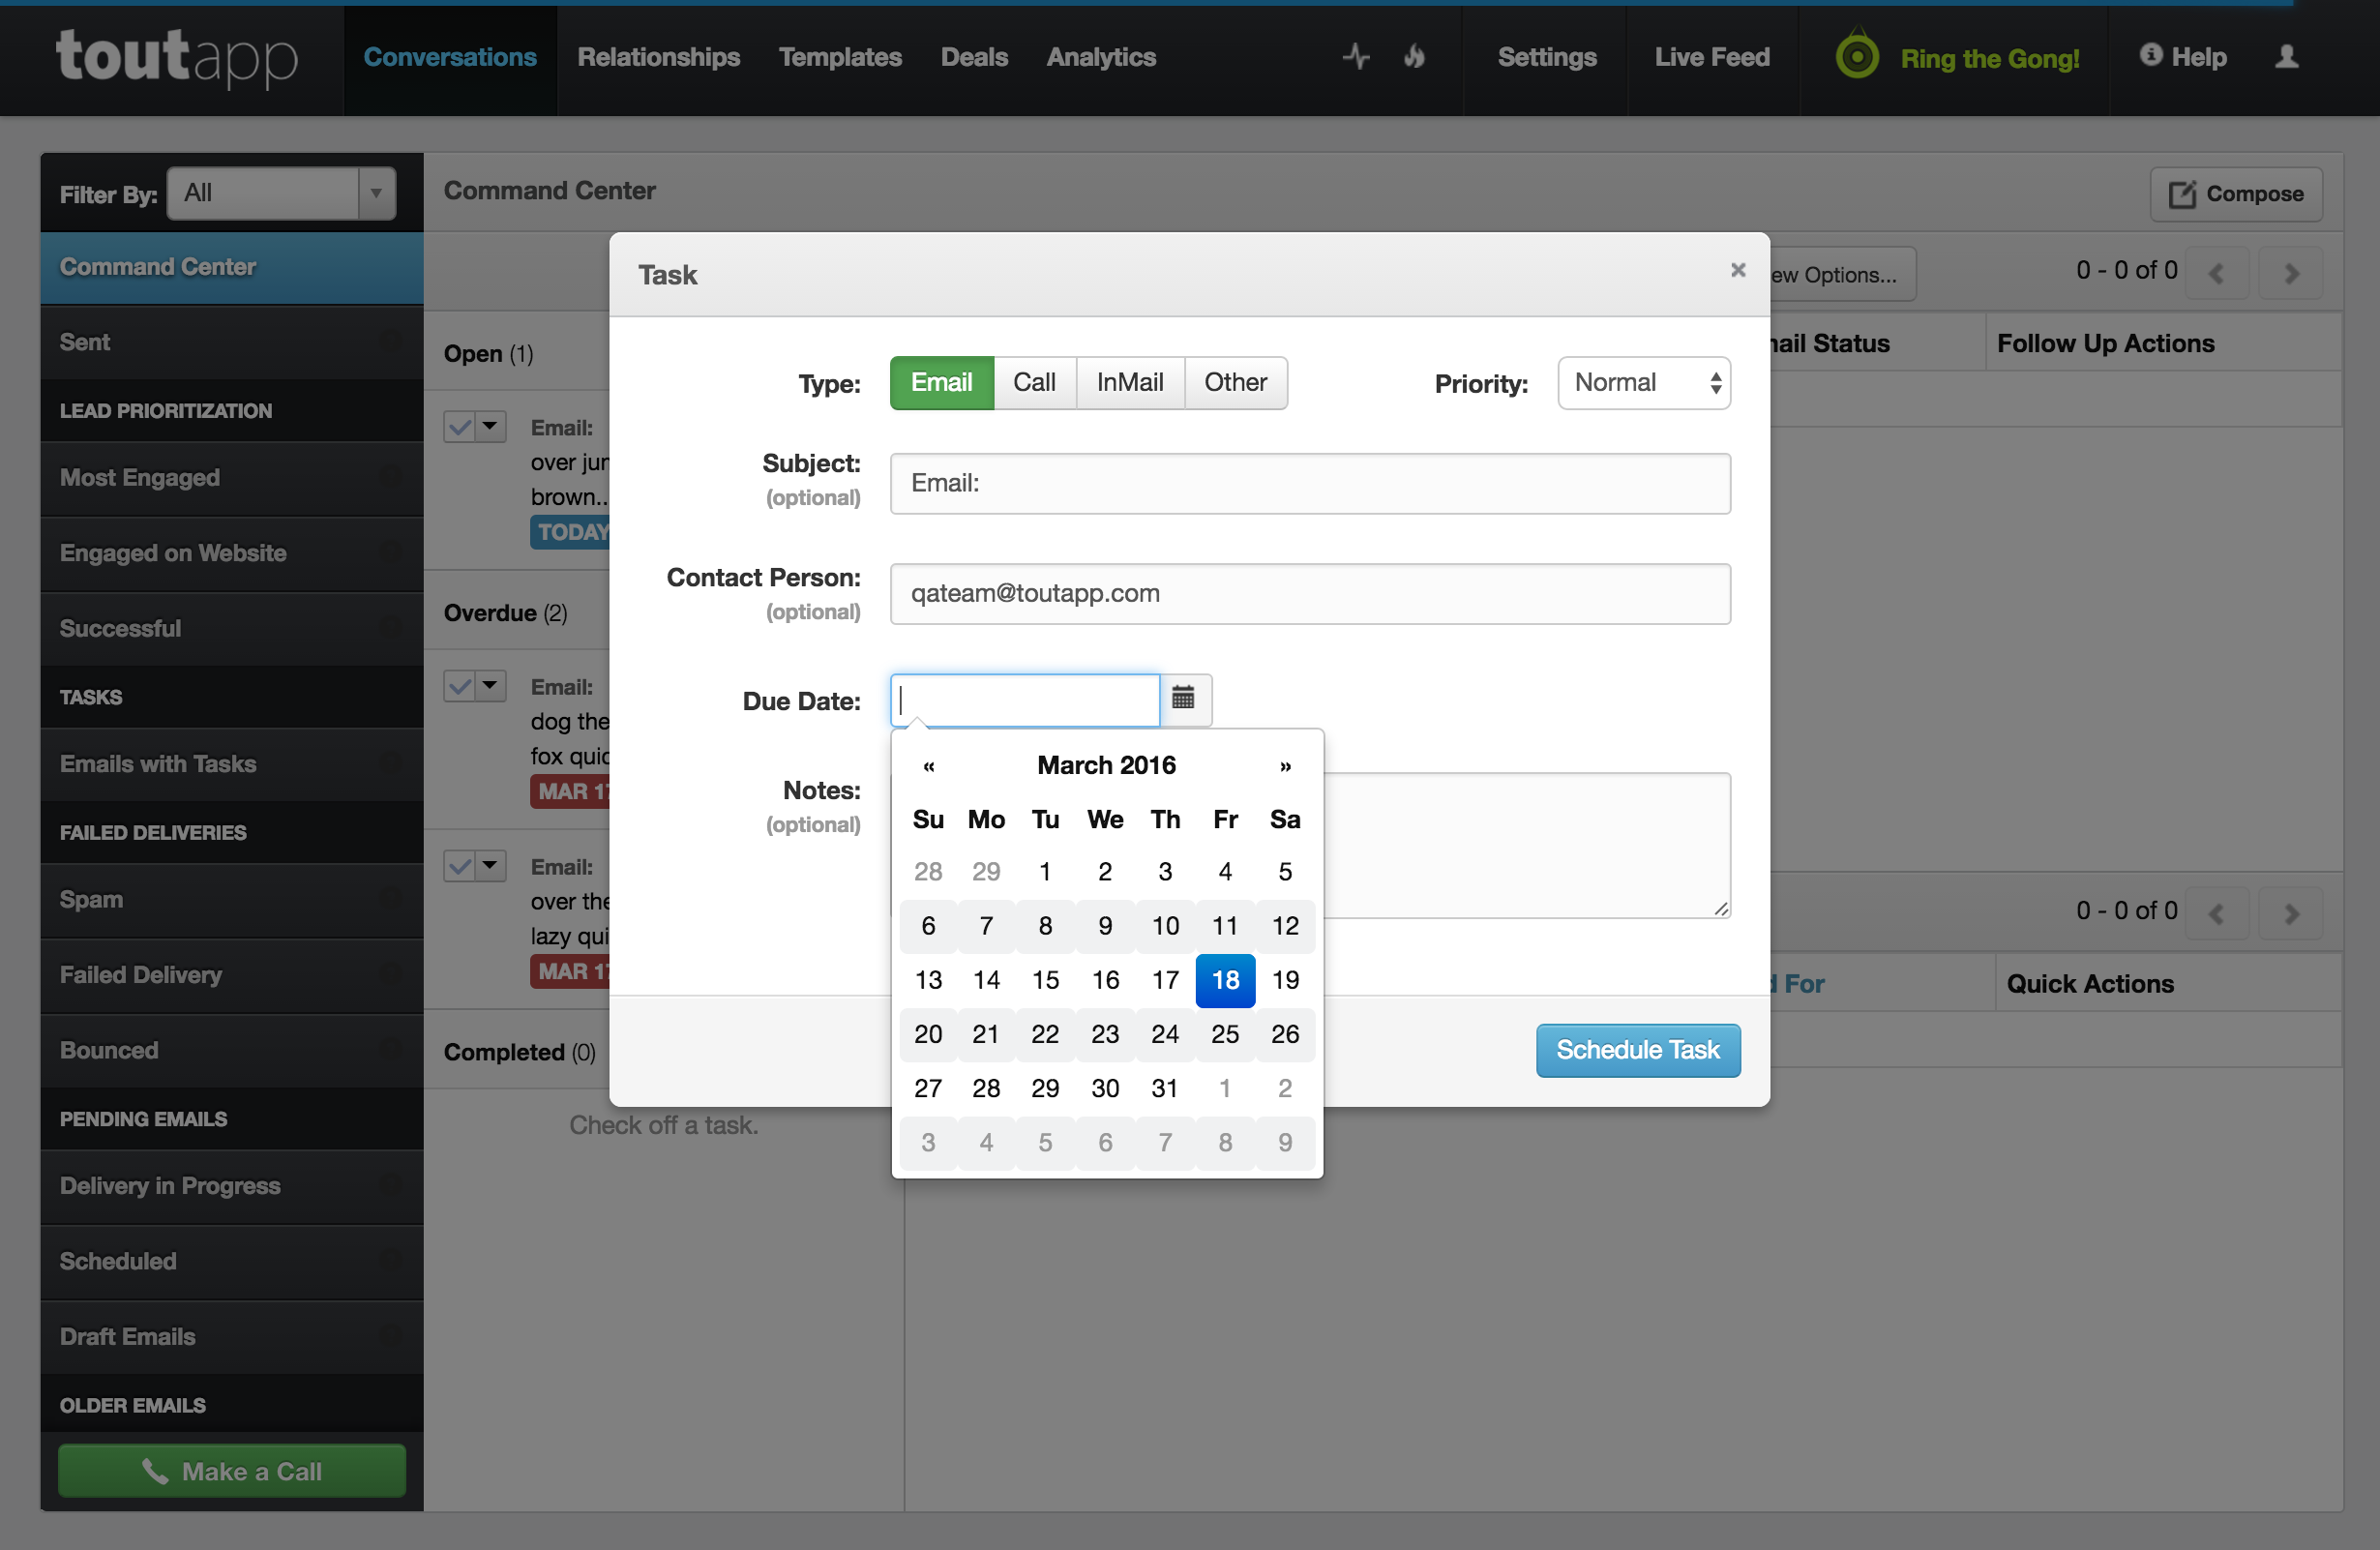 toutapp
Conversations
Relationships
Templates
Deals
Analytics
Settings
Live Feed
Ring the Gong!
Help
Filter By:
All
Command Center
Sent
LEAD PRIORITIZATION
Most Engaged
Engaged on Website
Successful
TASKS
Emails with Tasks
FAILED DELIVERIES
Spam
Failed Delivery
Bounced
PENDING EMAILS
Delivery in Progress
Scheduled
Draft Emails
OLDER EMAILS
Make a Call
Command Center
Compose
Options...
0 - 0 of 0
Open (1)
Email:
over
brown..
TODAY
Overdue (2)
Email:
dog the
fox
MAR 17
Email:
over the
lazy
MAR 17
Completed (0)
Check off a task.
Status
Follow Up Actions
0 - 0 of 0
For
Quick Actions
Task
×
Type:
Email
Call
InMail
Other
Priority:
Normal
Subject:
(optional)
Email:
Contact Person:
(optional)
qateam@toutapp.com
Due Date:
Notes:
(optional)
« March 2016 »
Su Mo Tu We Th Fr Sa
28 29 1 2 3 4 5
6 7 8 9 10 11 12
13 14 15 16 17 18 19
20 21 22 23 24 25 26
27 28 29 30 31 1 2
3 4 5 6 7 8 9
Schedule Task